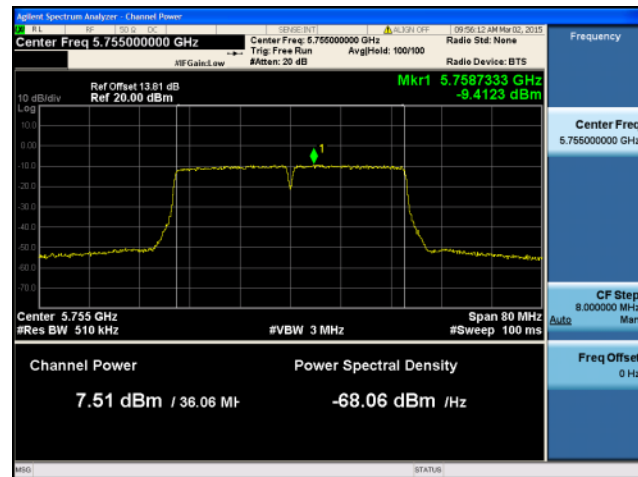 Agilent Spectrum Analyzer - Channel Power
RL RF 50 Ω DC SENSE:INT ALIGN OFF 09:56:12 AM Mar 02, 2015
Center Freq 5.755000000 GHz
Center Freq: 5.755000000 GHz
Radio Std: None
Trig: Free Run Avg|Hold: 100/100
#IFGain:Low #Atten: 20 dB Radio Device: BTS
Mkr1 5.7587333 GHz
-9.4123 dBm
Ref Offset 13.81 dB
10 dB/div Ref 20.00 dBm
Log
10.0
0.00
-10.0
1
-20.0
-30.0
-40.0
-50.0
-60.0
-70.0
Center 5.755 GHz Span 80 MHz
#Res BW 510 kHz #VBW 3 MHz #Sweep 100 ms
Channel Power Power Spectral Density
7.51 dBm / 36.06 MH -68.06 dBm /Hz
MSG STATUS
Frequency
Center Freq
5.755000000 GHz
CF Step
8.000000 MHz
Auto Man
Freq Offset
0 Hz